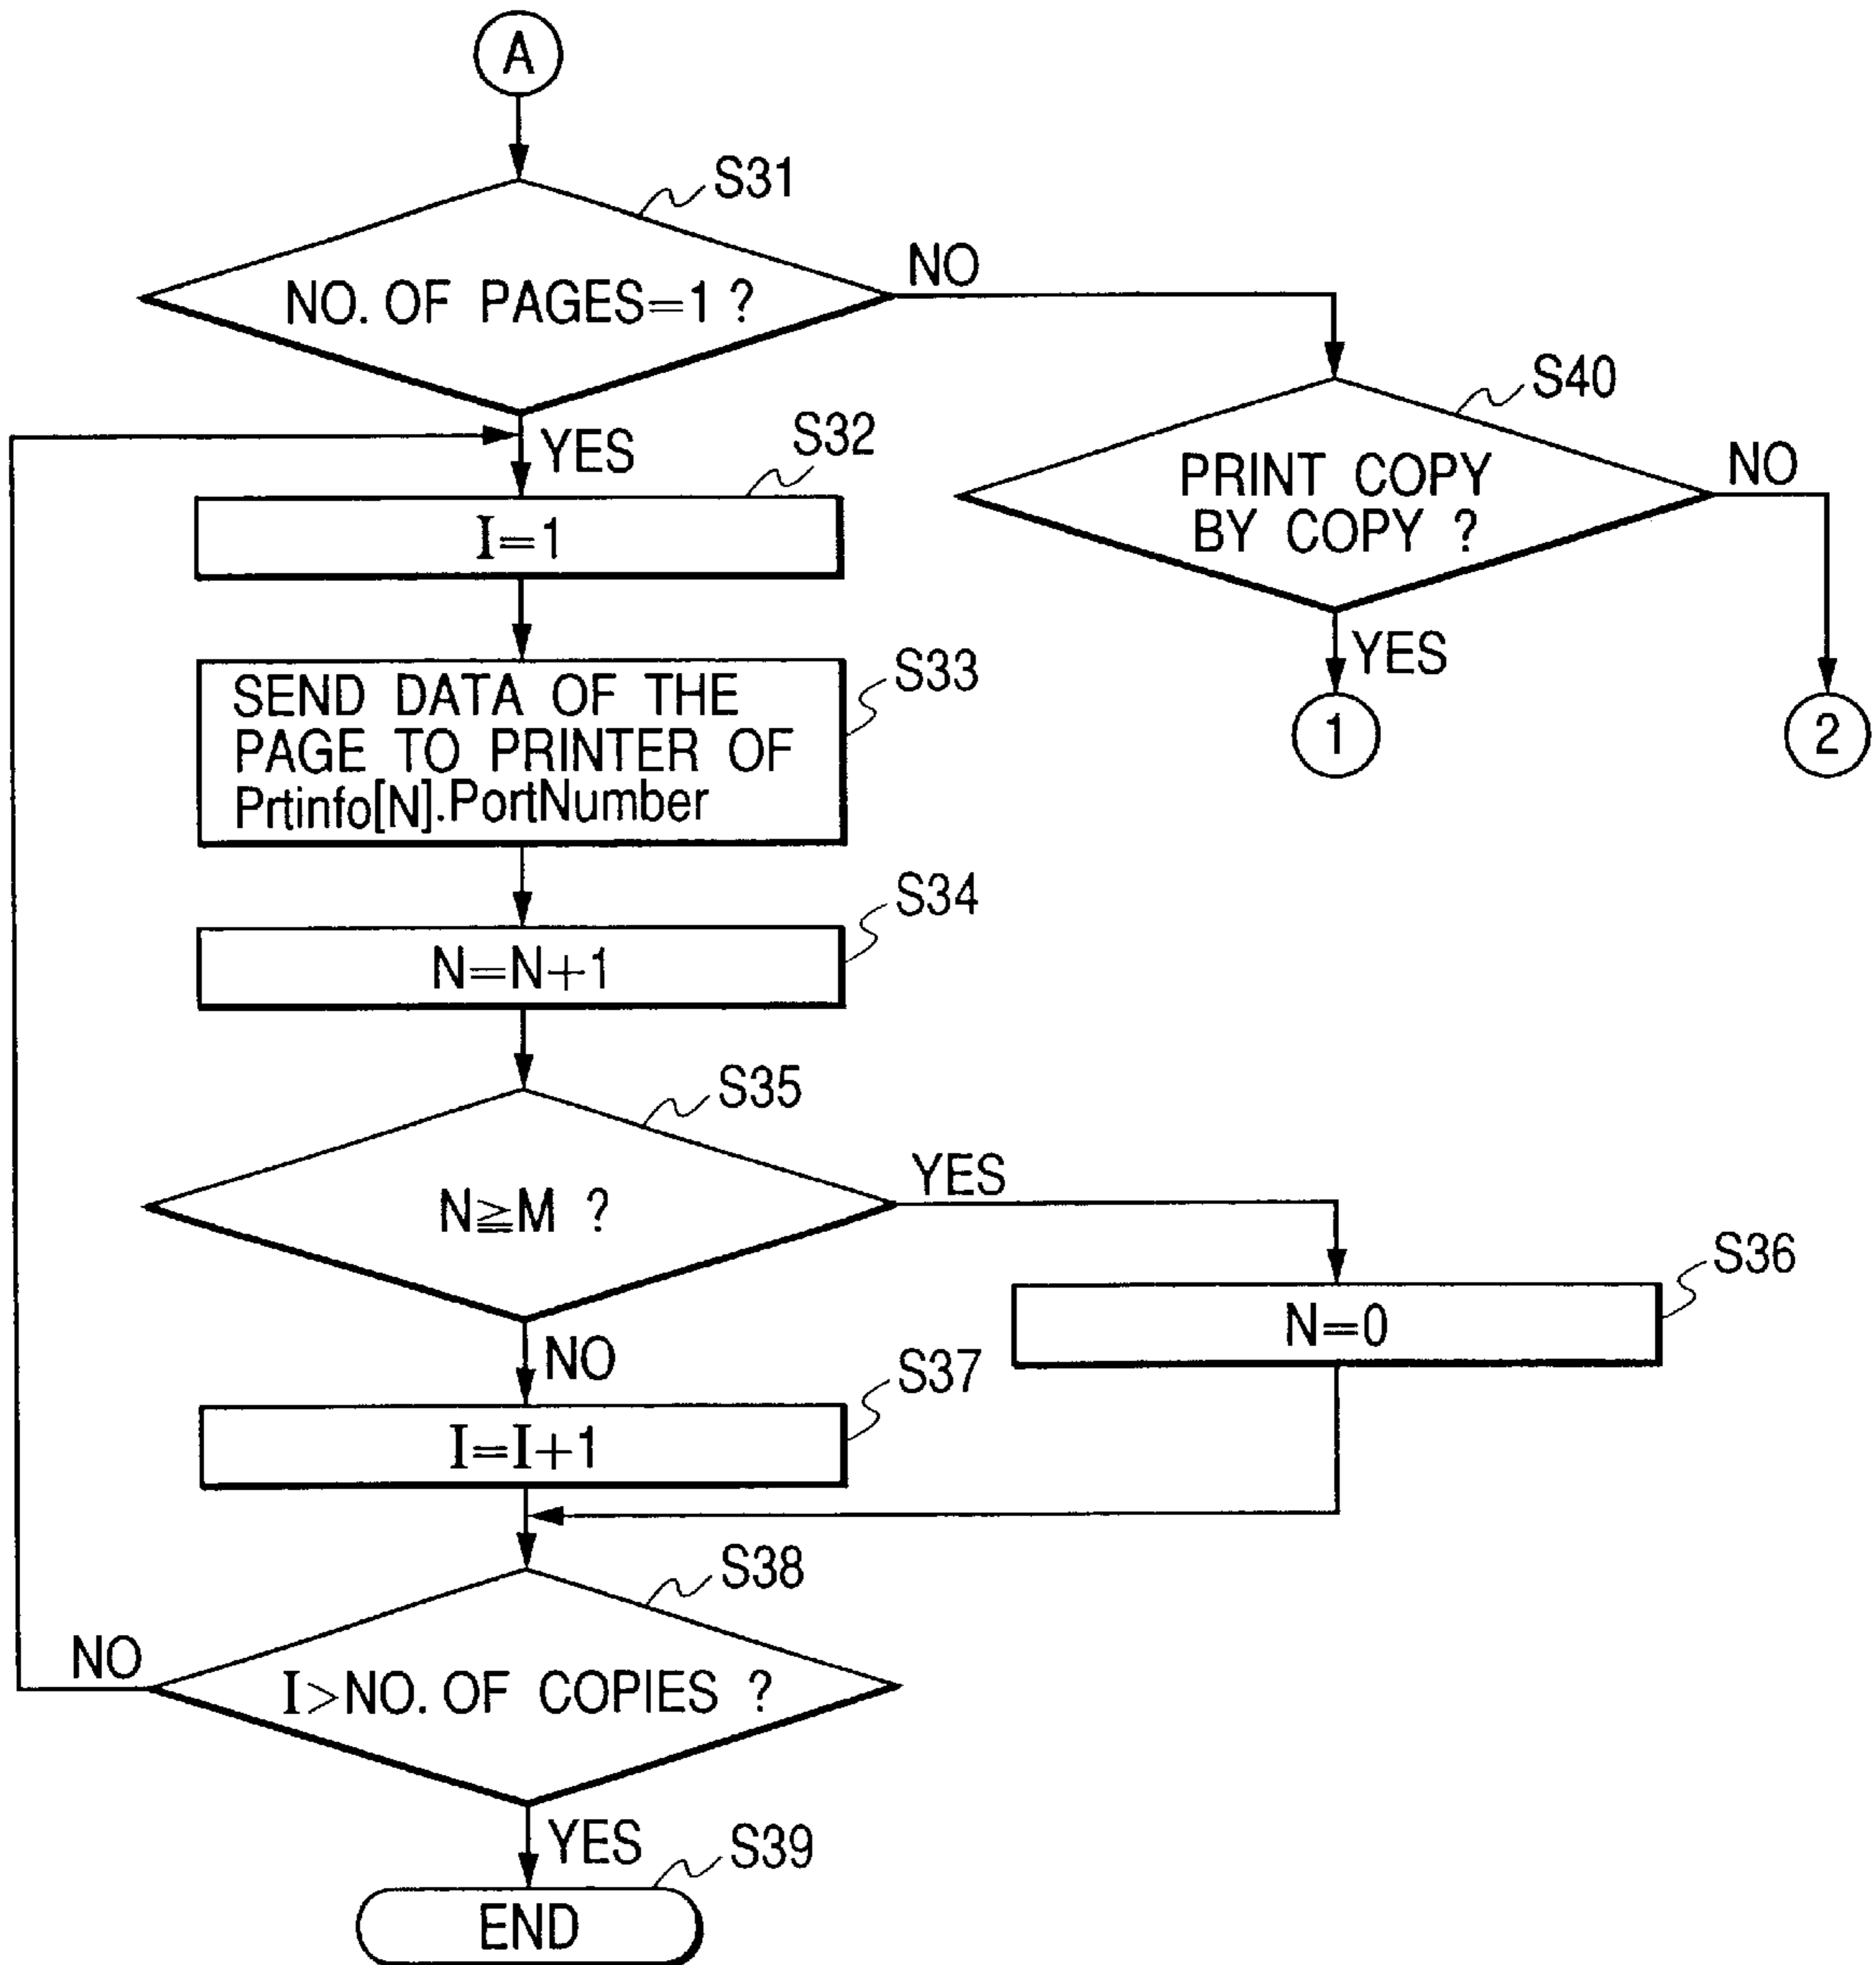 A
S31
NO. OF PAGES=1 ?
NO
S40
YES
S32
PRINT COPY
BY COPY ?
NO
I=1
YES
S33
SEND DATA OF THE
PAGE TO PRINTER OF
Prtinfo[N].PortNumber
1
2
S34
N=N+1
S35
N≧M ?
YES
S36
N=0
NO
S37
I=I+1
S38
NO
I>NO. OF COPIES ?
YES
S39
END